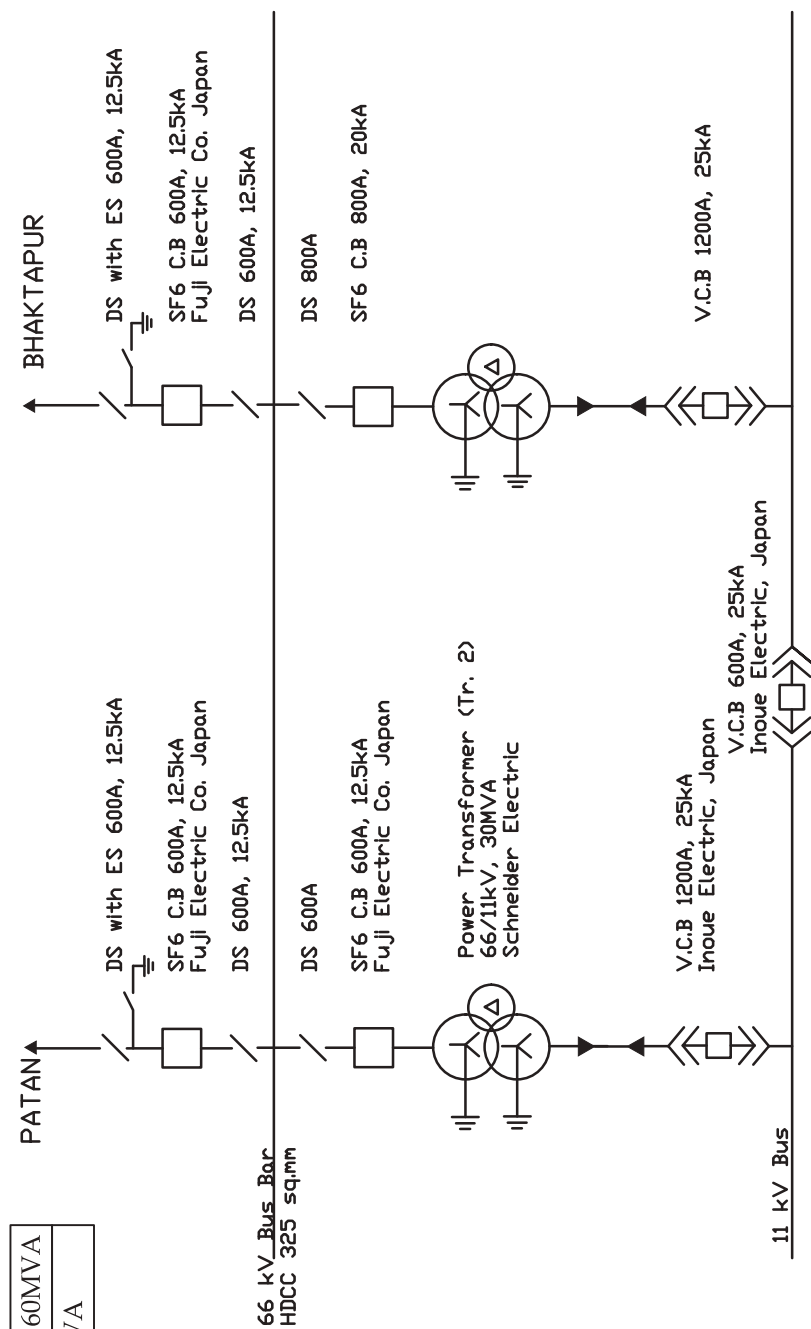 60MVA
VA
PATAN
BHAKTAPUR
DS with ES 600A, 12.5kA
SF6 C.B 600A, 12.5kA
Fuji Electric Co. Japan
DS 600A, 12.5kA
DS with ES 600A, 12.5kA
SF6 C.B 600A, 12.5kA
Fuji Electric Co. Japan
DS 600A, 12.5kA
66 kV Bus Bar
HDCC 325 sq.mm
DS 600A
SF6 C.B 600A, 12.5kA
Fuji Electric Co. Japan
DS 800A
SF6 C.B 800A, 20kA
Power Transformer (Tr. 2)
66/11kV, 30MVA
Schneider Electric
V.C.B 1200A, 25kA
Inoue Electric, Japan
V.C.B 600A, 25kA
Inoue Electric, Japan
V.C.B 1200A, 25kA
11 kV Bus